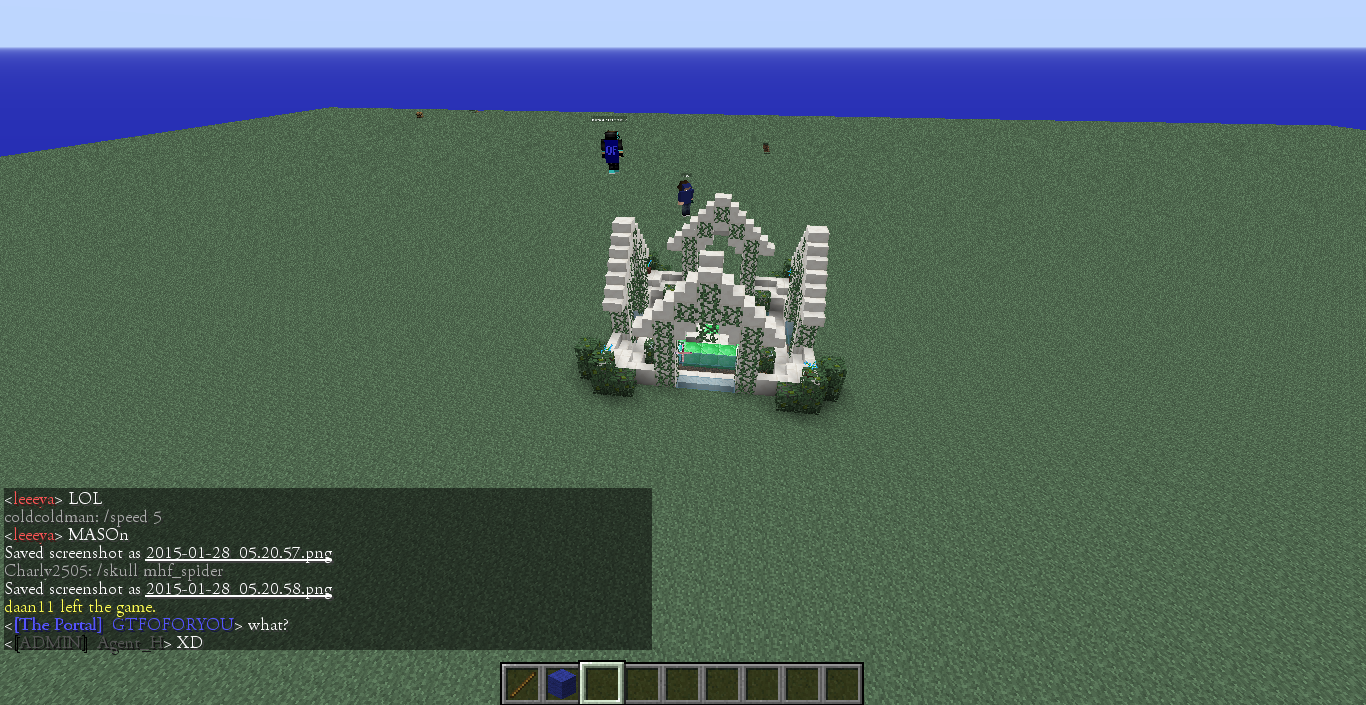 <leeeva> LOL
coldcoldman: /speed 5
<leeeva> MASOn
Saved screenshot as 2015-01-28_05.20.57.png
Charlv2505: /skull mhf_spider
Saved screenshot as 2015-01-28_05.20.58.png
daan11 left the game.
<[The Portal] GTFOFORYOU> what?
<[ADMIN] Agent_H> XD